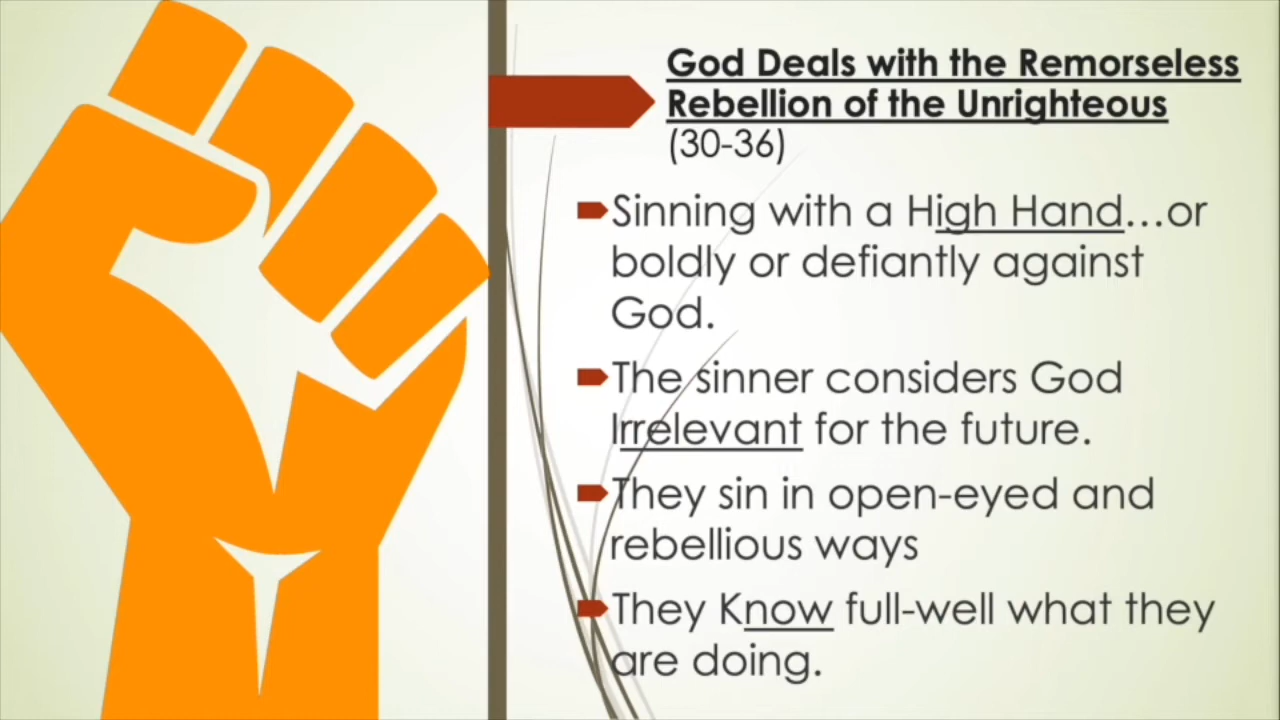 God Deals with the Remorseless
Rebellion of the Unrighteous
(30-36)
Sinning with a High Hand…or
boldly or defiantly against
God.
The sinner considers God
Irrelevant for the future.
They sin in open-eyed and
rebellious ways
They Know full-well what they
are doing.